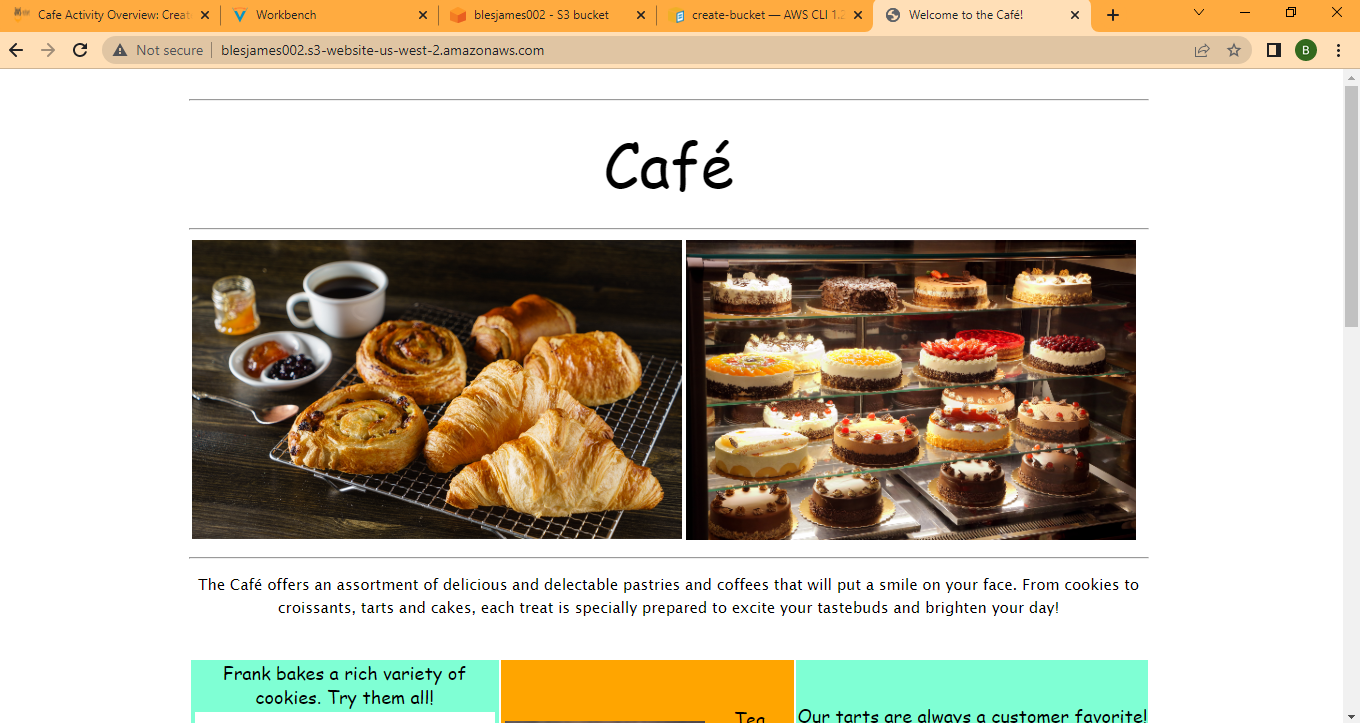 Cafe Activity Overview: Creat
Workbench
blesjames002 - S3 bucket
create-bucket — AWS CLI 1.2
Welcome to the Café!
Not secure
blesjames002.s3-website-us-west-2.amazonaws.com
B
Café
The Café offers an assortment of delicious and delectable pastries and coffees that will put a smile on your face. From cookies to
croissants, tarts and cakes, each treat is specially prepared to excite your tastebuds and brighten your day!
Frank bakes a rich variety of
cookies. Try them all!
Tea
Our tarts are always a customer favorite!